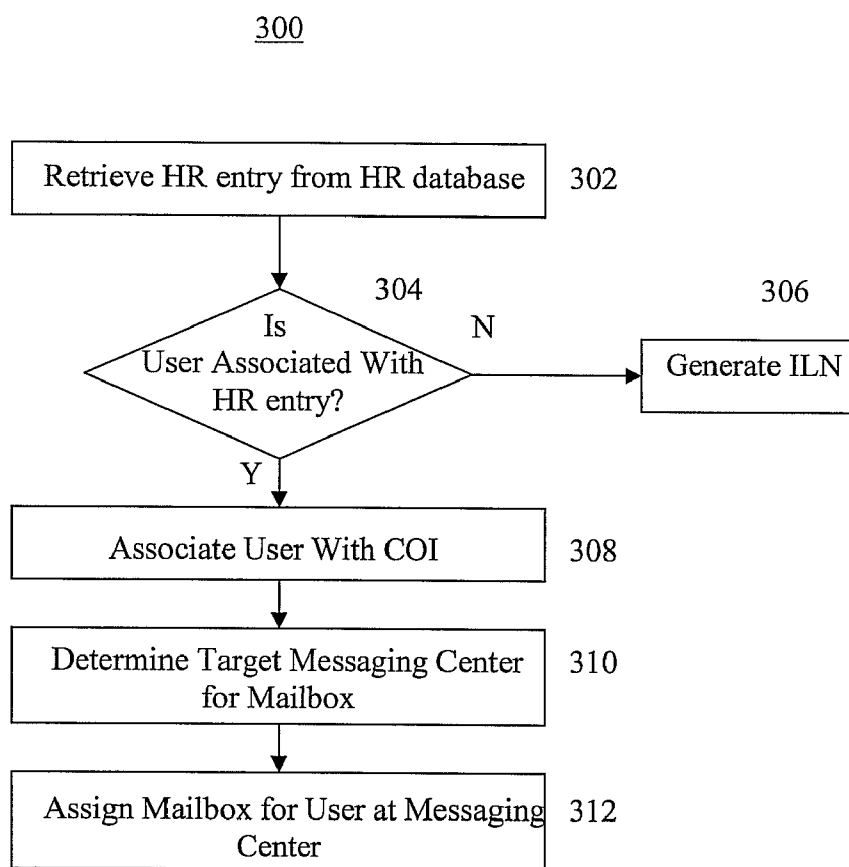 300
Retrieve HR entry from HR database
302
304
306
Is
User Associated With
HR entry?
N
Generate ILN
Y
Associate User With COI
308
Determine Target Messaging Center
for Mailbox
310
Assign Mailbox for User at Messaging
Center
312